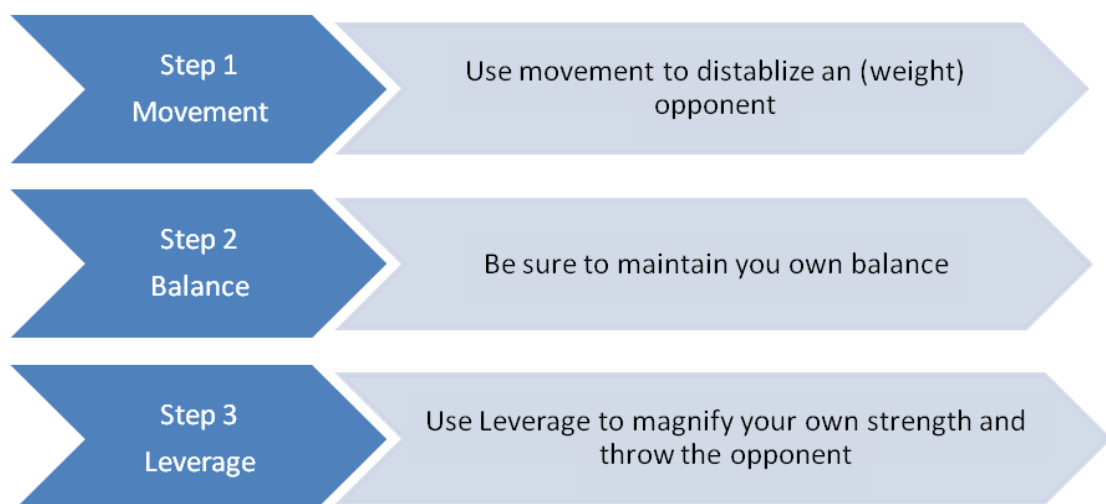 Step 1
Movement
Use movement to distablize an (weight)
opponent
Step 2
Balance
Be sure to maintain you own balance
Step 3
Leverage
Use Leverage to magnify your own strength and
throw the opponent